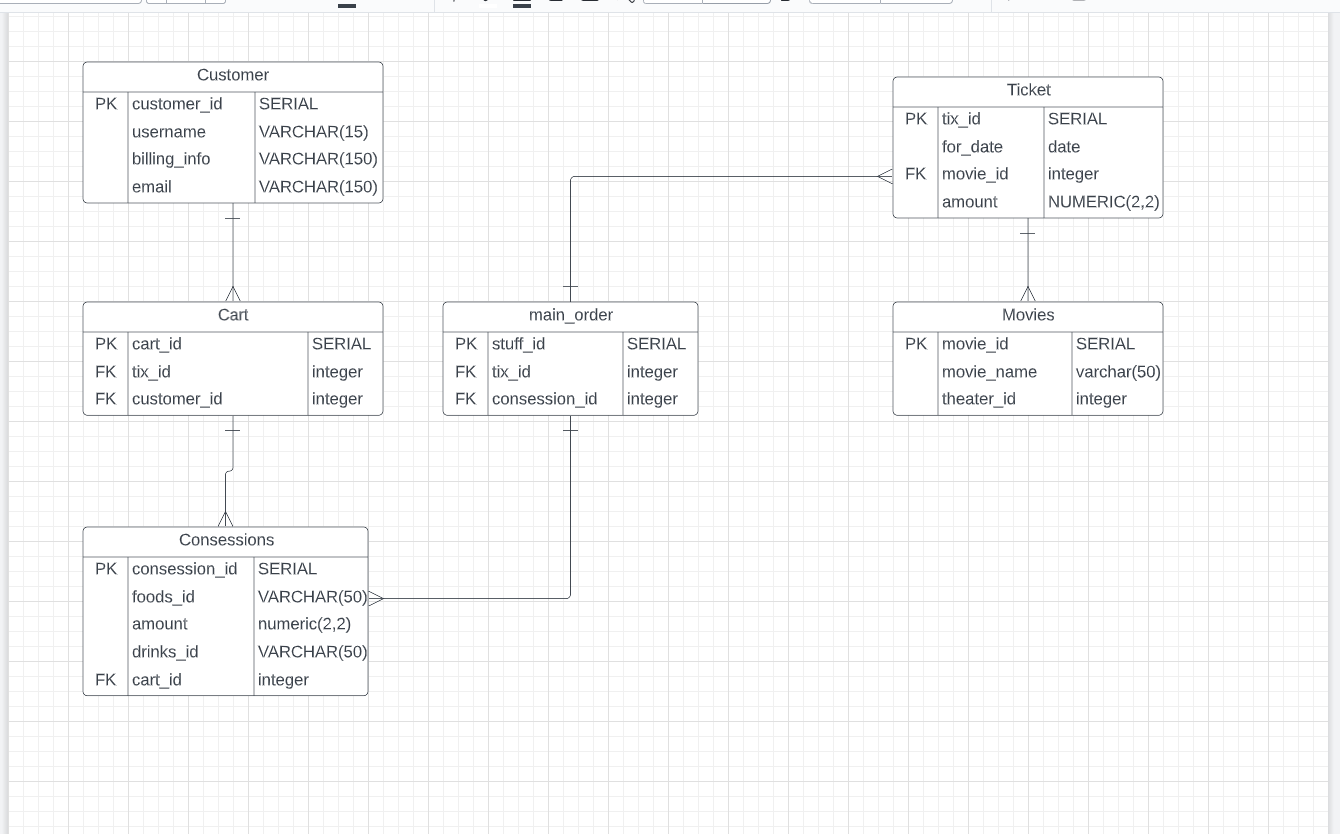 Customer
PK customer_id SERIAL
username VARCHAR(15)
billing_info VARCHAR(150)
email VARCHAR(150)
Ticket
PK tix_id SERIAL
for_date date
FK movie_id integer
amount NUMERIC(2,2)
Cart
PK cart_id SERIAL
FK tix_id integer
FK customer_id integer
main_order
PK stuff_id SERIAL
FK tix_id integer
FK consession_id integer
Movies
PK movie_id SERIAL
movie_name varchar(50)
theater_id integer
Consessions
PK consession_id SERIAL
foods_id VARCHAR(50)
amount numeric(2,2)
drinks_id VARCHAR(50)
FK cart_id integer